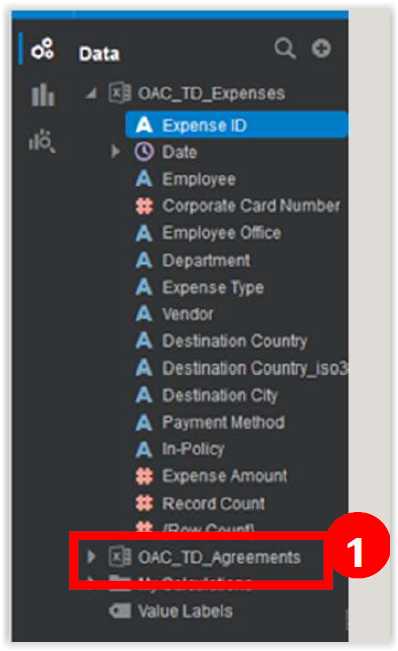 Data
OAC_TD_Expenses
Expense ID
Date
Employee
Corporate Card Number
Employee Office
Department
Expense Type
Vendor
Destination Country
Destination Country_iso3
Destination City
Payment Method
In-Policy
Expense Amount
Record Count
(Row Count)
OAC_TD_Agreements
1
My Calculations
Value Labels